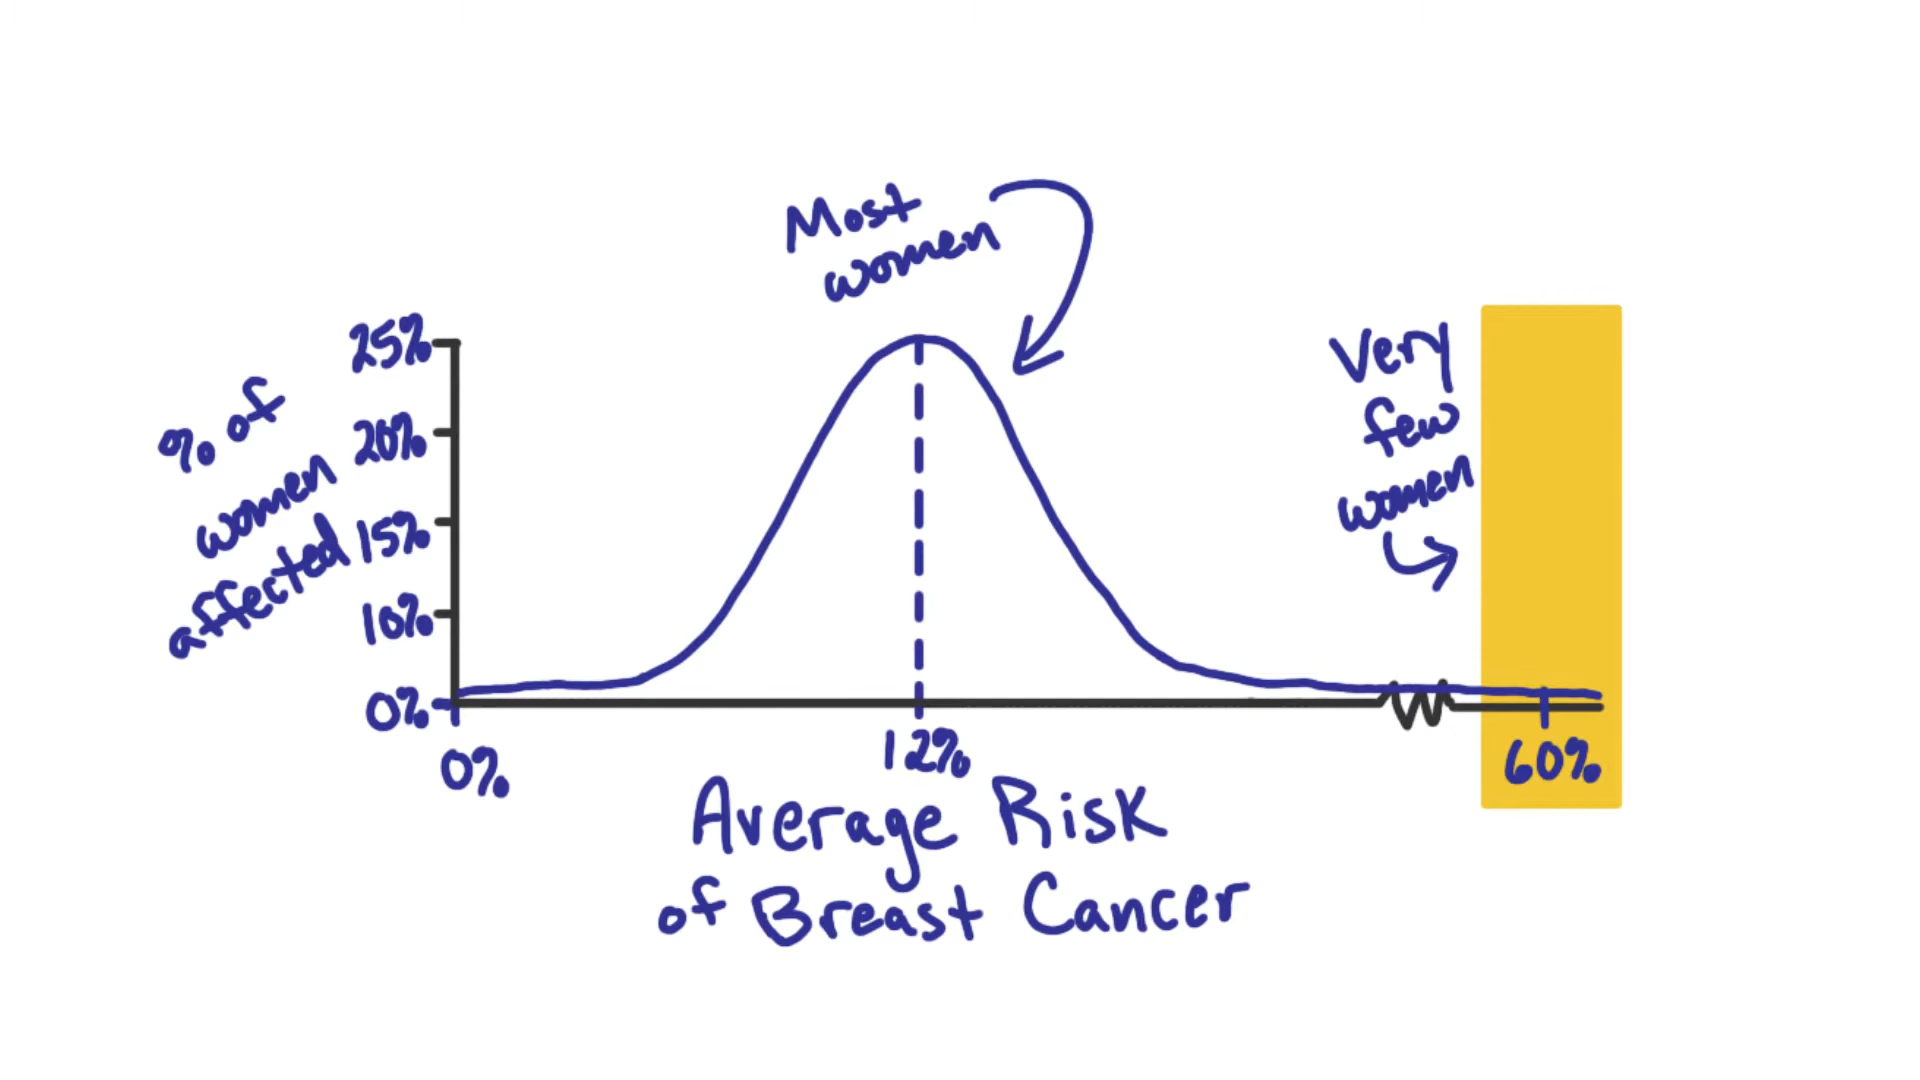 Most
women
Very
few
women
% of
women
affected
25%
20%
15%
10%
0%
0%
12%
60%
Average Risk
of Breast Cancer